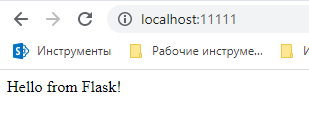 localhost:11111
Инструменты Рабочие инструме...
Hello from Flask!